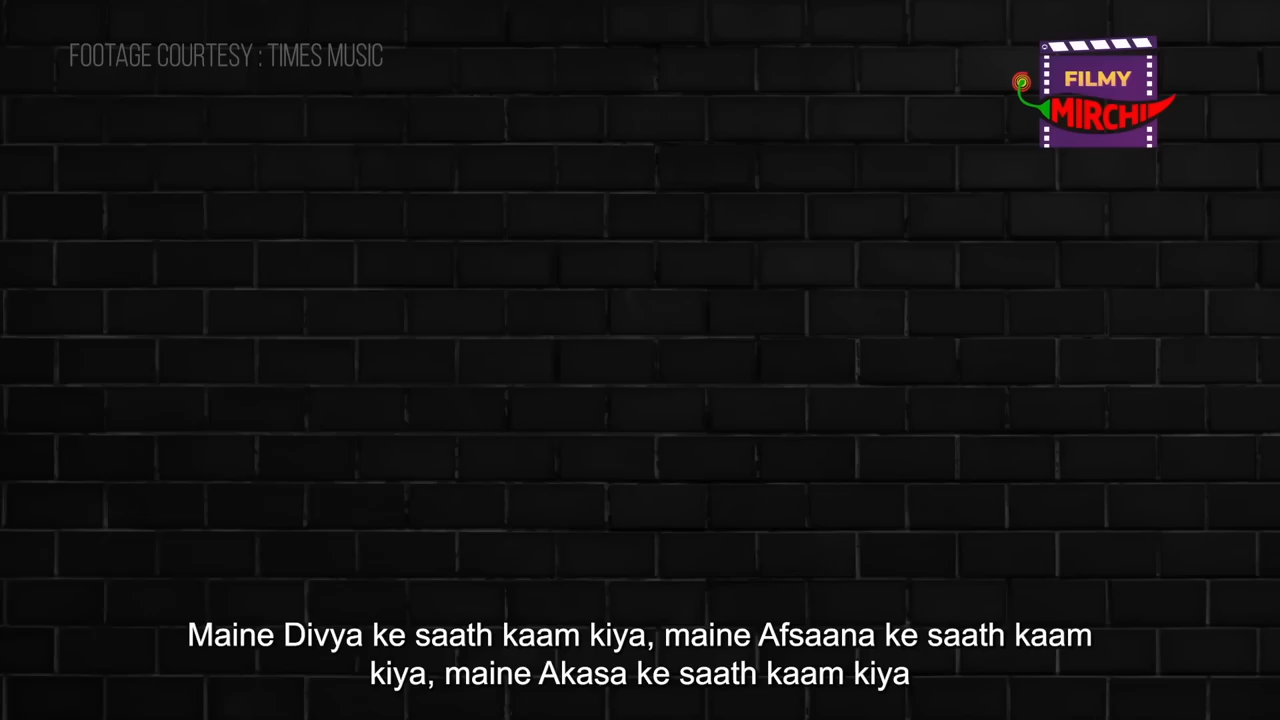 FOOTAGE COURTESY : TIMES MUSIC
FILMY
MIRCHI
Maine Divya ke saath kaam kiya, maine Afsaana ke saath kaam
kiya, maine Akasa ke saath kaam kiya